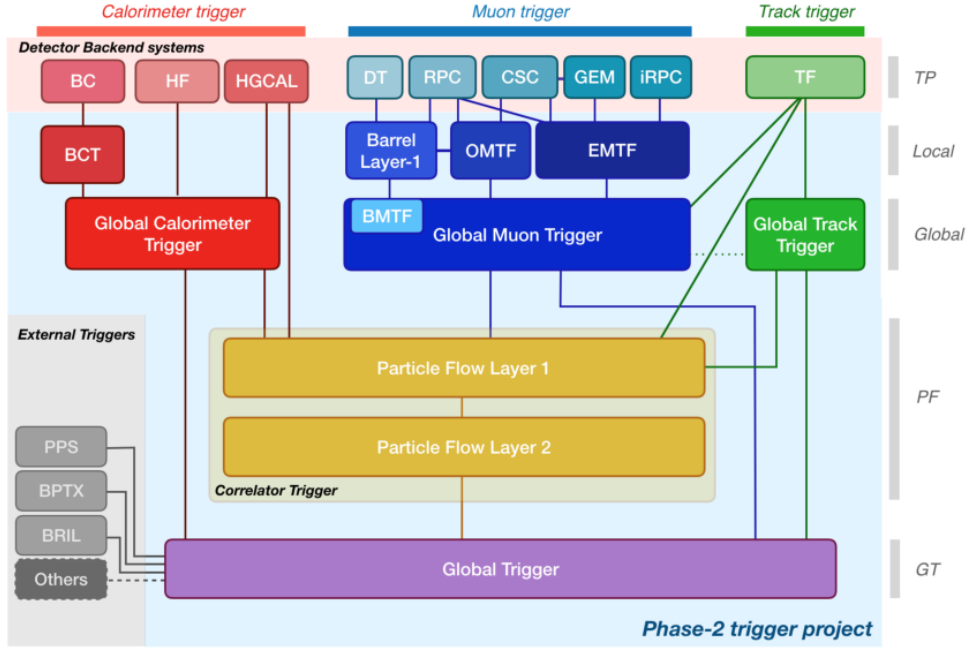 Calorimeter trigger
Muon trigger
Track trigger
Detector Backend systems
BC
HF
HGCAL
DT
RPC
CSC
GEM
iRPC
TF
TP
BCT
Barrel
Layer-1
OMTF
EMTF
Local
Global Calorimeter
Trigger
BMTF
Global Muon Trigger
Global Track
Trigger
Global
External Triggers
Particle Flow Layer 1
PF
Particle Flow Layer 2
Correlator Trigger
PPS
BPTX
BRIL
Others
Global Trigger
GT
Phase-2 trigger project